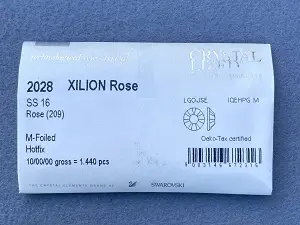 CRYSTAL
2028 XILION Rose
SS 16
Rose (209)
LGOJSE IQEHPG M
M-Foiled
Hotfix
Oeko-Tex certified
10/00/00 gross = 1.440 pcs
SWAROVSKI